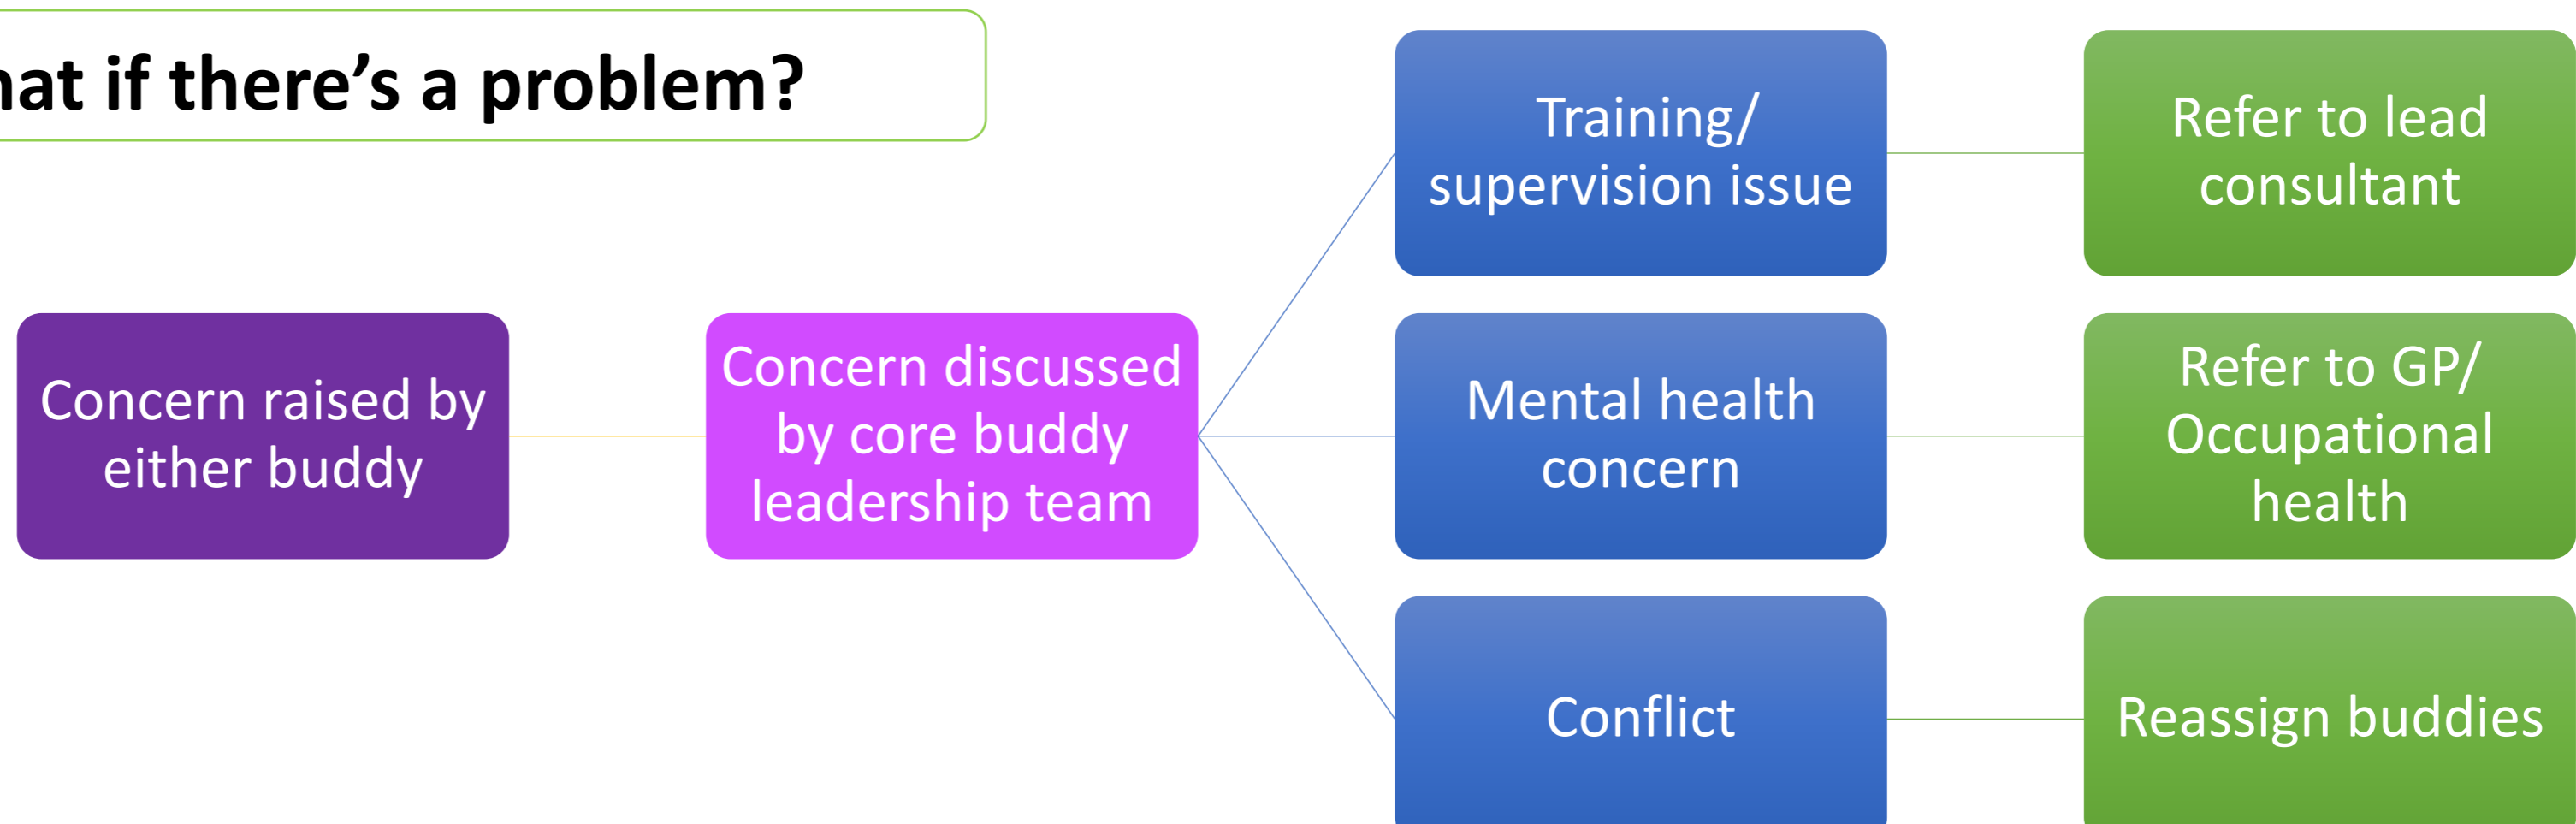 hat if there’s a problem?
Concern raised by
either buddy
Concern discussed
by core buddy
leadership team
Training/
supervision issue
Refer to lead
consultant
Mental health
concern
Refer to GP/
Occupational
health
Conflict
Reassign buddies